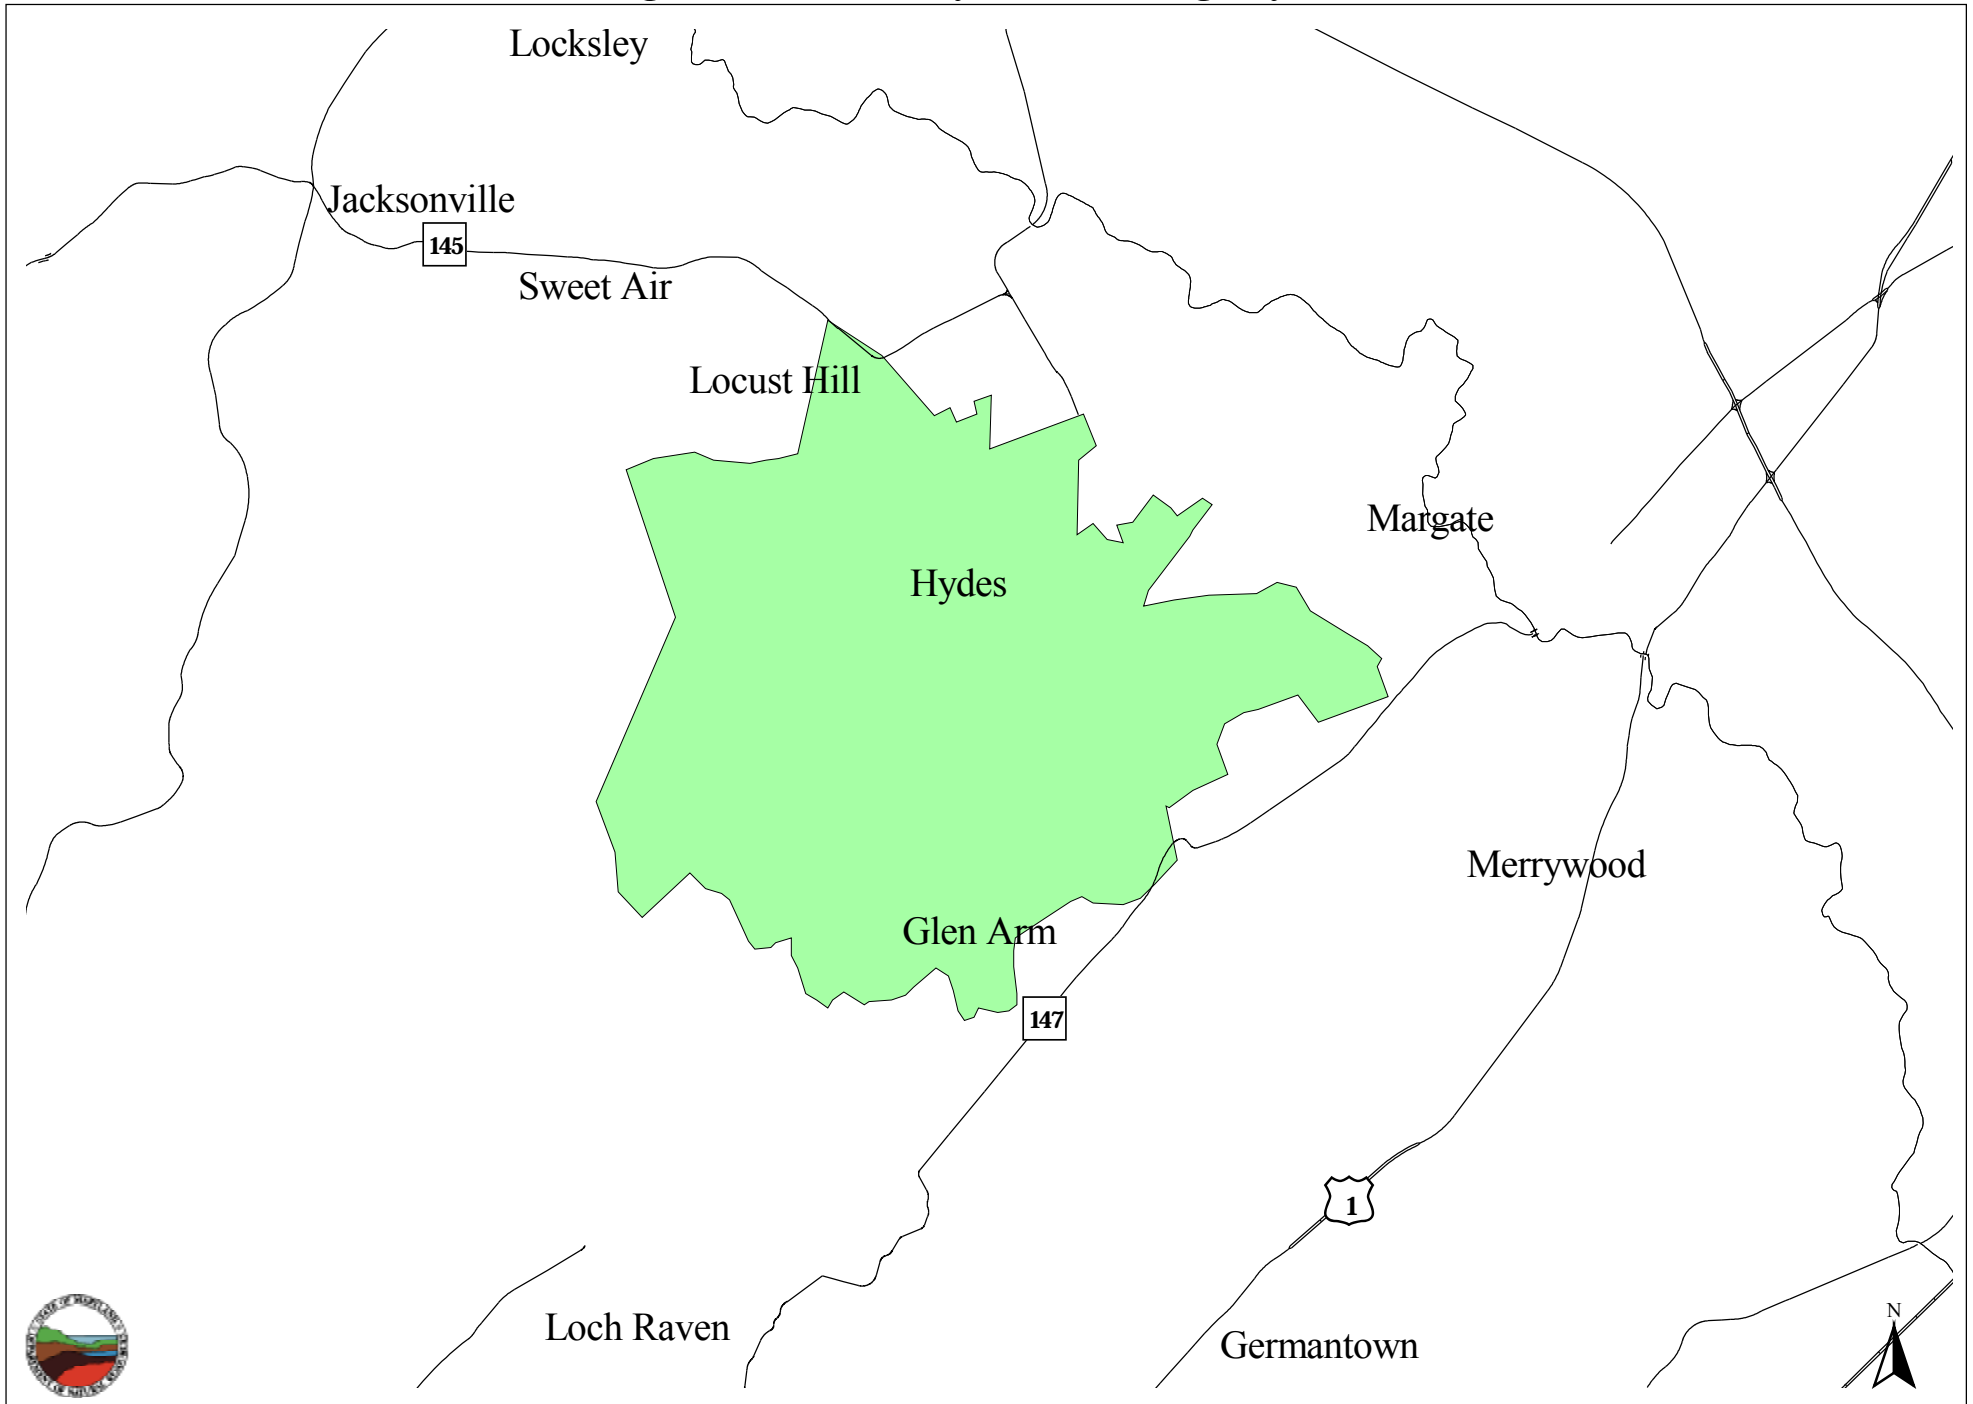 Locksley
Jacksonville
145
Sweet Air
Locust Hill
Margate
Hydes
Merrywood
Glen Arm
147
1
Loch Raven
Germantown
N